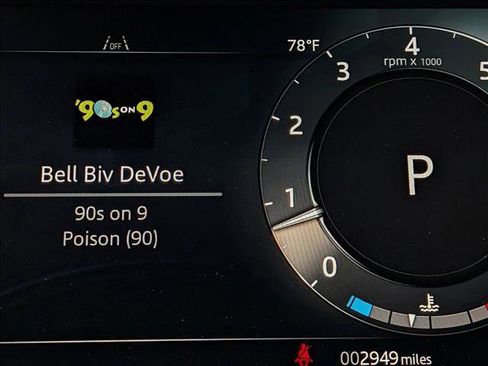 OFF
78°F
'90s ON 9
Bell Biv DeVoe
90s on 9
Poison (90)
0
1
2
3
4
5
rpm x 1000
P
002949 miles